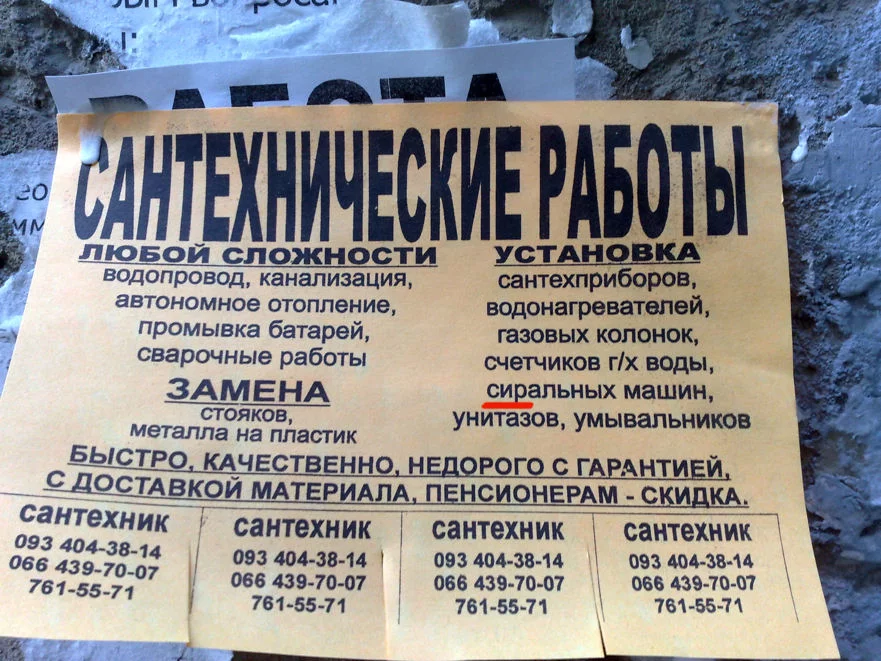 САНТЕХНИЧЕСКИЕ РАБОТЫ
ЛЮБОЙ СЛОЖНОСТИ
водопровод, канализация,
автономное отопление,
промывка батарей,
сварочные работы
ЗАМЕНА
стояков,
металла на пластик
УСТАНОВКА
сантехприборов,
водонагревателей,
газовых колонок,
счетчиков г/х воды,
сиральных машин,
унитазов, умывальников
БЫСТРО, КАЧЕСТВЕННО, НЕДОРОГО С ГАРАНТИЕЙ,
С ДОСТАВКОЙ МАТЕРИАЛА, ПЕНСИОНЕРАМ - СКИДКА.
сантехник
093 404-38-14
066 439-70-07
761-55-71
сантехник
093 404-38-14
066 439-70-07
761-55-71
сантехник
093 404-38-14
066 439-70-07
761-55-71
сантехник
093 404-38-14
066 439-70-07
761-55-71